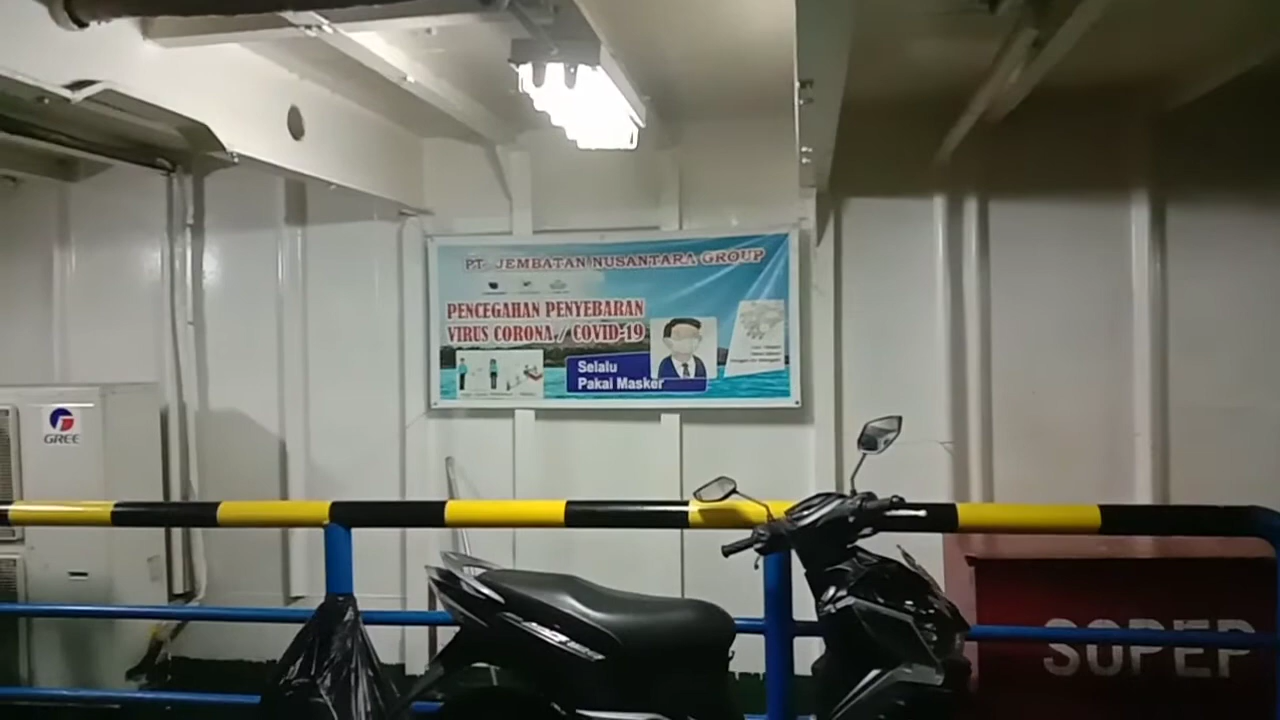 PT. JEMBATAN NUSANTARA GROUP
PENCEGAHAN PENYEBARAN
VIRUS CORONA / COVID-19
Selalu
Pakai Masker
GREE
SOPEP